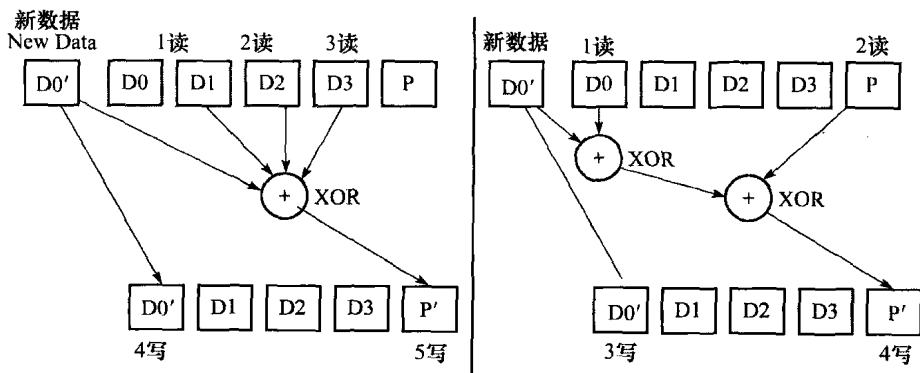 新数据
New Data 1读 2读 3读
D0′ D0 D1 D2 D3 P
+ XOR
D0′ D1 D2 D3 P′
4写 5写
新数据 1读 2读
D0′ D0 D1 D2 D3 P
+ XOR
+ XOR
D0′ D1 D2 D3 P′
3写 4写